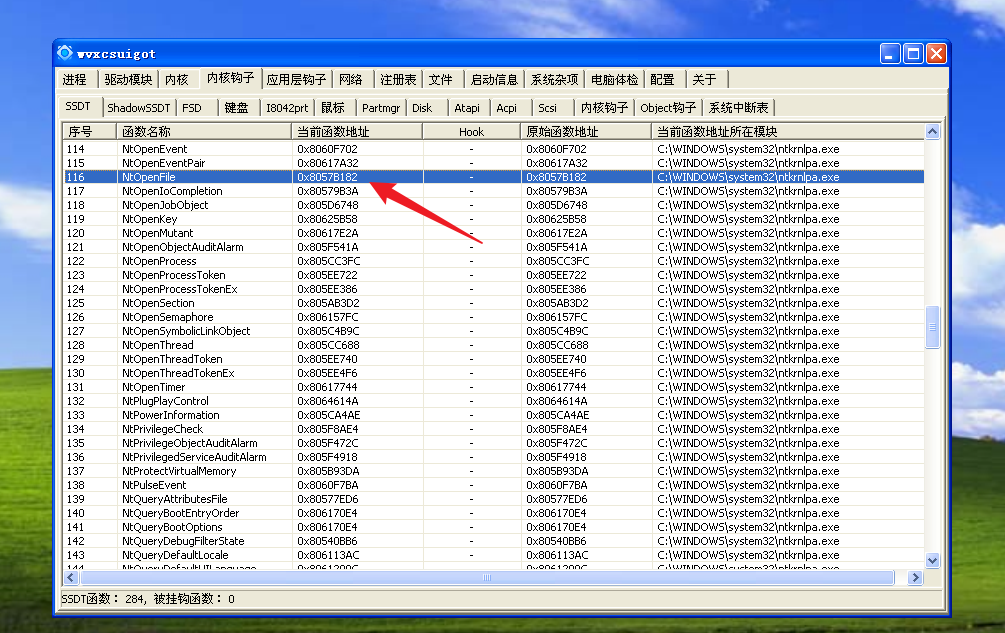 wvxcsuigot
进程 驱动模块 内核 内核钩子 应用层钩子 网络 注册表 文件 启动信息 系统杂项 电脑体检 配置 关于
SSDT ShadowSSDT FSD 键盘 I8042prt 鼠标 Partmgr Disk Atapi Acpi Scsi 内核钩子 Object钩子 系统中断表
序号 函数名称 当前函数地址 Hook 原始函数地址 当前函数地址所在模块
114 NtOpenEvent 0x8060F702 - 0x8060F702 C:\WINDOWS\system32\ntkrnlpa.exe
115 NtOpenEventPair 0x80617A32 - 0x80617A32 C:\WINDOWS\system32\ntkrnlpa.exe
116 NtOpenFile 0x8057B182 - 0x8057B182 C:\WINDOWS\system32\ntkrnlpa.exe
117 NtOpenIoCompletion 0x80579B3A - 0x80579B3A C:\WINDOWS\system32\ntkrnlpa.exe
118 NtOpenJobObject 0x805D6748 - 0x805D6748 C:\WINDOWS\system32\ntkrnlpa.exe
119 NtOpenKey 0x80625B58 - 0x80625B58 C:\WINDOWS\system32\ntkrnlpa.exe
120 NtOpenMutant 0x80617E2A - 0x80617E2A C:\WINDOWS\system32\ntkrnlpa.exe
121 NtOpenObjectAuditAlarm 0x805F541A - 0x805F541A C:\WINDOWS\system32\ntkrnlpa.exe
122 NtOpenProcess 0x805CC3FC - 0x805CC3FC C:\WINDOWS\system32\ntkrnlpa.exe
123 NtOpenProcessToken 0x805EE722 - 0x805EE722 C:\WINDOWS\system32\ntkrnlpa.exe
124 NtOpenProcessTokenEx 0x805EE386 - 0x805EE386 C:\WINDOWS\system32\ntkrnlpa.exe
125 NtOpenSection 0x805AB3D2 - 0x805AB3D2 C:\WINDOWS\system32\ntkrnlpa.exe
126 NtOpenSemaphore 0x806157FC - 0x806157FC C:\WINDOWS\system32\ntkrnlpa.exe
127 NtOpenSymbolicLinkObject 0x805C4B9C - 0x805C4B9C C:\WINDOWS\system32\ntkrnlpa.exe
128 NtOpenThread 0x805CC688 - 0x805CC688 C:\WINDOWS\system32\ntkrnlpa.exe
129 NtOpenThreadToken 0x805EE740 - 0x805EE740 C:\WINDOWS\system32\ntkrnlpa.exe
130 NtOpenThreadTokenEx 0x805EE4F6 - 0x805EE4F6 C:\WINDOWS\system32\ntkrnlpa.exe
131 NtOpenTimer 0x80617744 - 0x80617744 C:\WINDOWS\system32\ntkrnlpa.exe
132 NtPlugPlayControl 0x8064614A - 0x8064614A C:\WINDOWS\system32\ntkrnlpa.exe
133 NtPowerInformation 0x805CA4AE - 0x805CA4AE C:\WINDOWS\system32\ntkrnlpa.exe
134 NtPrivilegeCheck 0x805F8AE4 - 0x805F8AE4 C:\WINDOWS\system32\ntkrnlpa.exe
135 NtPrivilegeObjectAuditAlarm 0x805F472C - 0x805F472C C:\WINDOWS\system32\ntkrnlpa.exe
136 NtPrivilegedServiceAuditAlarm 0x805F4918 - 0x805F4918 C:\WINDOWS\system32\ntkrnlpa.exe
137 NtProtectVirtualMemory 0x805B93DA - 0x805B93DA C:\WINDOWS\system32\ntkrnlpa.exe
138 NtPulseEvent 0x8060F7BA - 0x8060F7BA C:\WINDOWS\system32\ntkrnlpa.exe
139 NtQueryAttributesFile 0x80577ED6 - 0x80577ED6 C:\WINDOWS\system32\ntkrnlpa.exe
140 NtQueryBootEntryOrder 0x806170E4 - 0x806170E4 C:\WINDOWS\system32\ntkrnlpa.exe
141 NtQueryBootOptions 0x806170E4 - 0x806170E4 C:\WINDOWS\system32\ntkrnlpa.exe
142 NtQueryDebugFilterState 0x80540BB6 - 0x80540BB6 C:\WINDOWS\system32\ntkrnlpa.exe
143 NtQueryDefaultLocale 0x806113AC - 0x806113AC C:\WINDOWS\system32\ntkrnlpa.exe
SSDT函数: 284, 被挂钩函数: 0